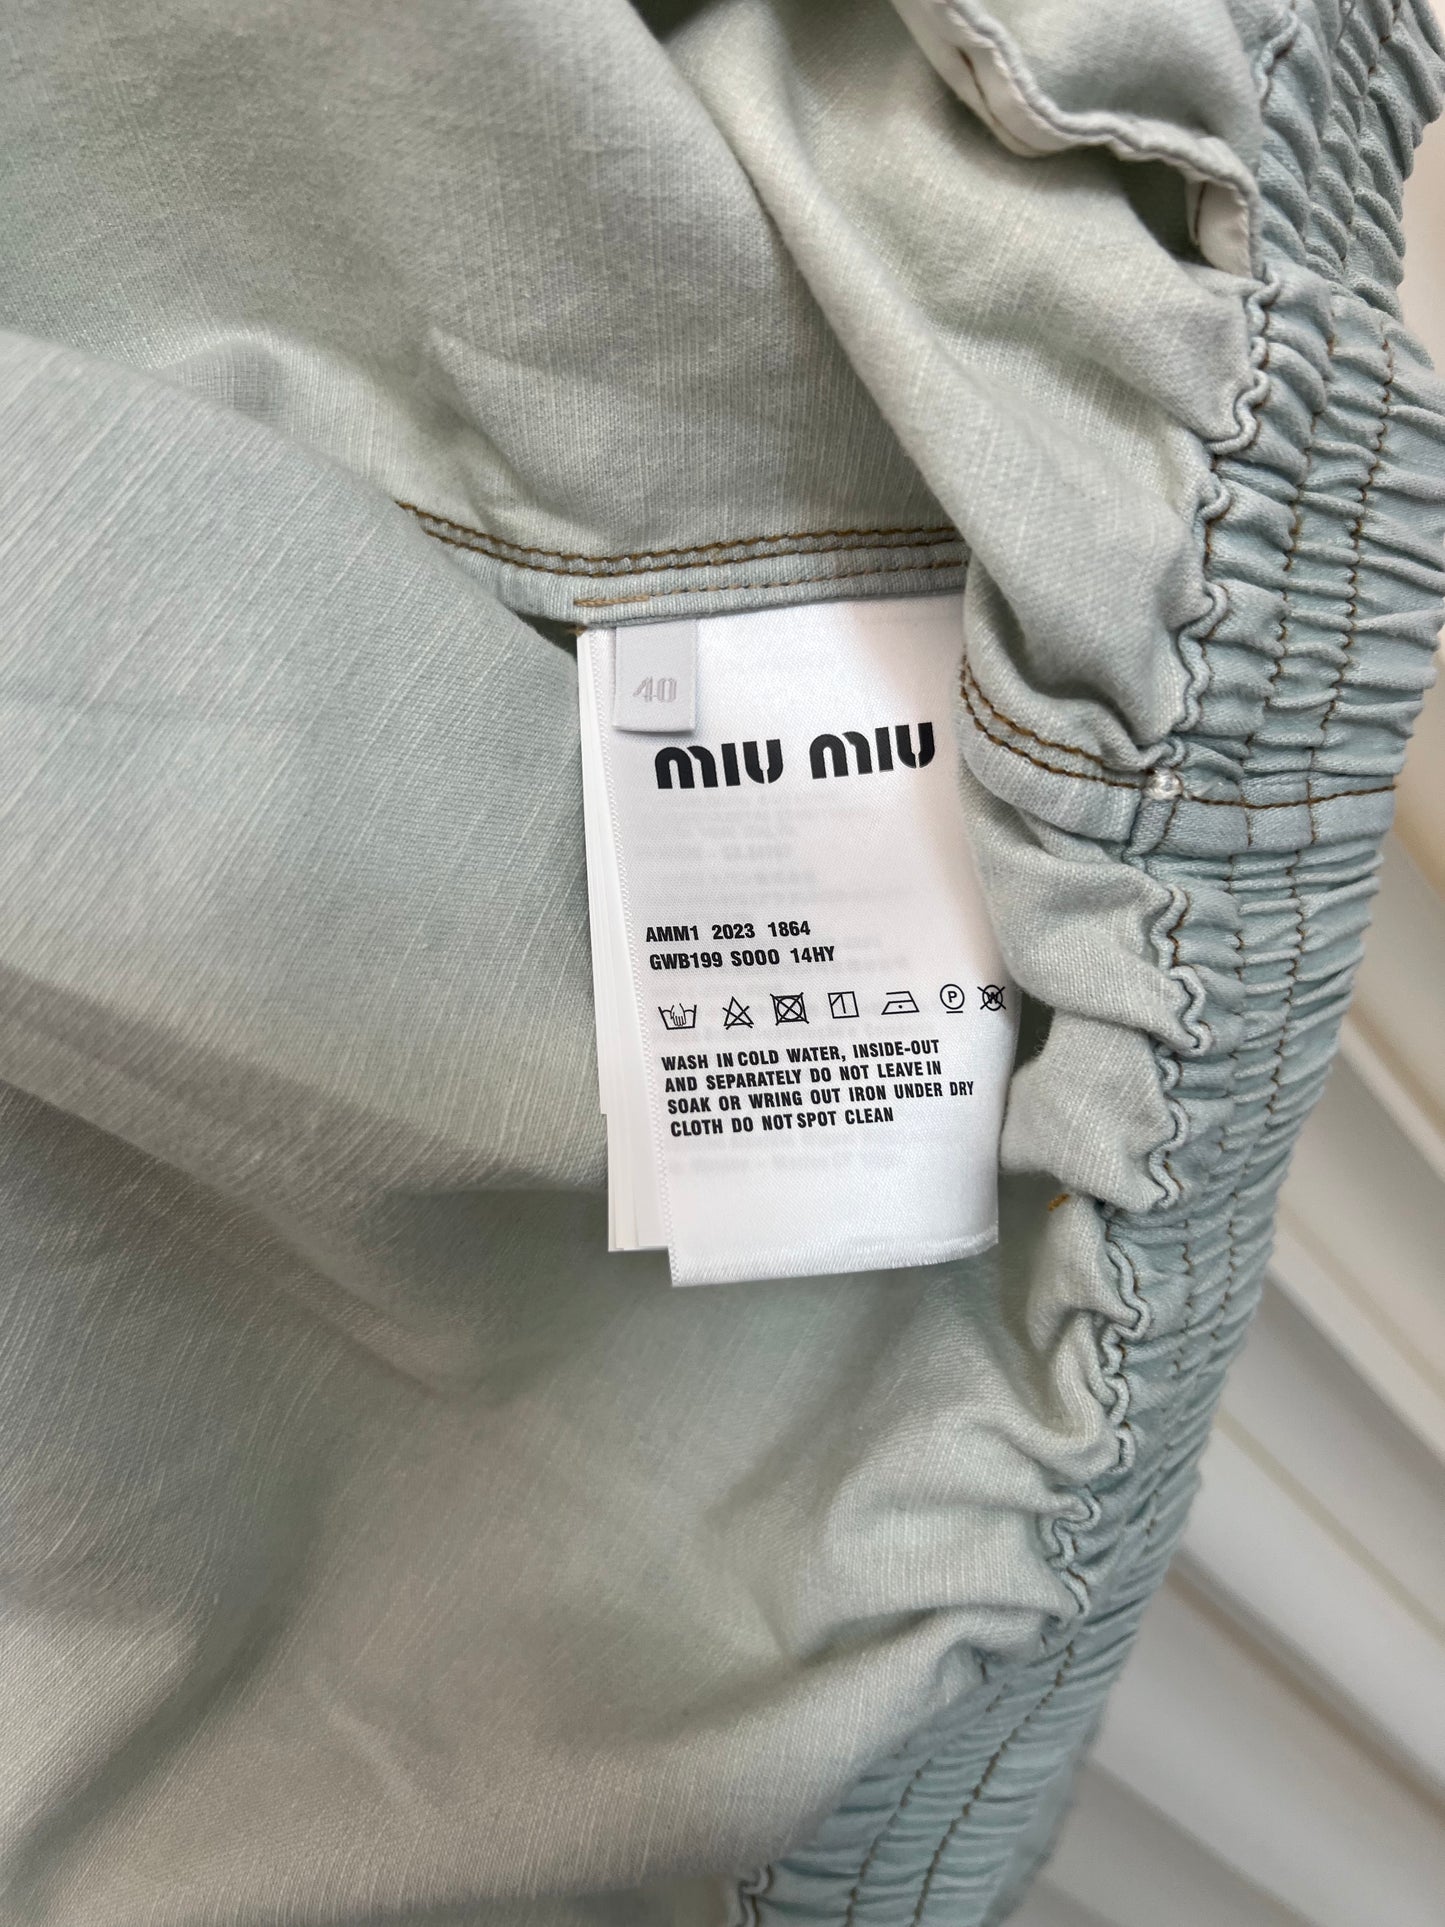 40
MIU MIU
AMM1 2023 1864
GWB199 S000 14HY
P W
WASH IN COLD WATER, INSIDE-OUT
AND SEPARATELY DO NOT LEAVE IN
SOAK OR WRING OUT IRON UNDER DRY
CLOTH DO NOT SPOT CLEAN